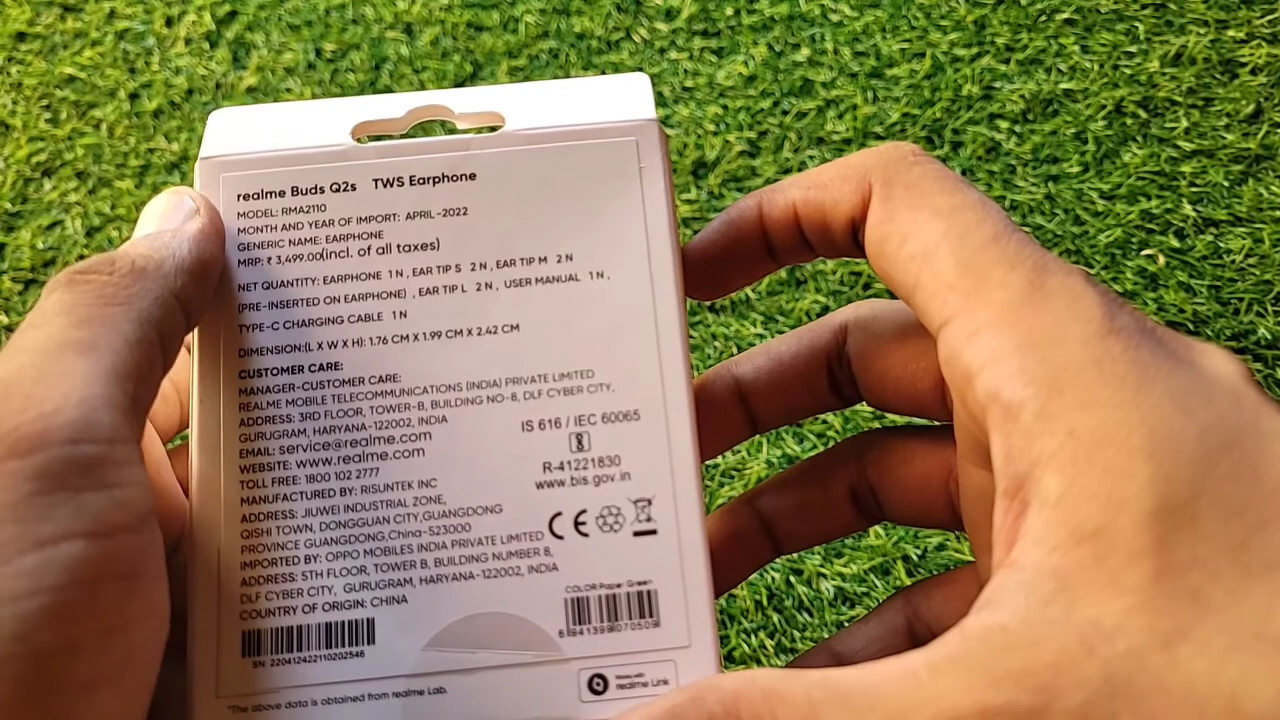 realme Buds Q2s TWS Earphone
MODEL: RMA2110
MONTH AND YEAR OF IMPORT: APRIL-2022
GENERIC NAME: EARPHONE
MRP: ₹ 3,499.00(incl. of all taxes)
NET QUANTITY: EARPHONE 1 N , EAR TIP S 2 N , EAR TIP M 2 N
(PRE-INSERTED ON EARPHONE) , EAR TIP L 2 N , USER MANUAL 1 N ,
TYPE-C CHARGING CABLE 1 N
DIMENSION:(L X W X H): 1.76 CM X 1.99 CM X 2.42 CM
CUSTOMER CARE:
MANAGER-CUSTOMER CARE:
REALME MOBILE TELECOMMUNICATIONS (INDIA) PRIVATE LIMITED
ADDRESS: 3RD FLOOR, TOWER-B, BUILDING NO-8, DLF CYBER CITY,
GURUGRAM, HARYANA-122002, INDIA
EMAIL: service@realme.com
WEBSITE: www.realme.com
TOLL FREE: 1800 102 2777
MANUFACTURED BY: RISUNTEK INC
ADDRESS: JIUWEI INDUSTRIAL ZONE,
QISHI TOWN, DONGGUAN CITY,GUANGDONG
PROVINCE GUANGDONG,China-523000
IMPORTED BY: OPPO MOBILES INDIA PRIVATE LIMITED
ADDRESS: 5TH FLOOR, TOWER B, BUILDING NUMBER 8,
DLF CYBER CITY, GURUGRAM, HARYANA-122002, INDIA
COUNTRY OF ORIGIN: CHINA
SN: 220412422110202546
IS 616 / IEC 60065
R-41221830
www.bis.gov.in
CE
COLOR:Paper Green
6 941399 070509
Works with
realme Link
*The above data is obtained from realme Lab.